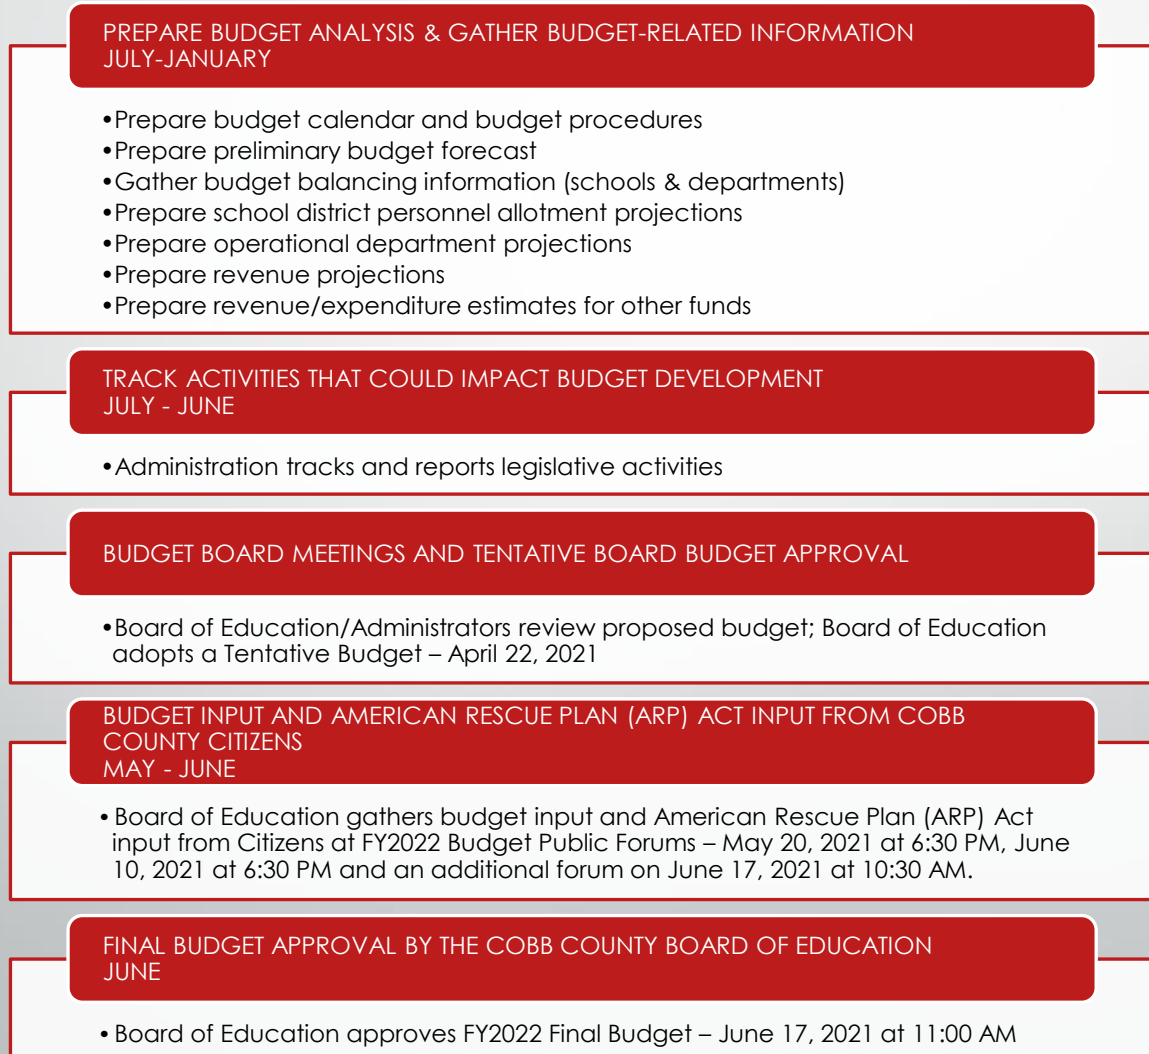 PREPARE BUDGET ANALYSIS & GATHER BUDGET-RELATED INFORMATION
JULY-JANUARY
•Prepare budget calendar and budget procedures
•Prepare preliminary budget forecast
•Gather budget balancing information (schools & departments)
•Prepare school district personnel allotment projections
•Prepare operational department projections
•Prepare revenue projections
•Prepare revenue/expenditure estimates for other funds
TRACK ACTIVITIES THAT COULD IMPACT BUDGET DEVELOPMENT
JULY - JUNE
•Administration tracks and reports legislative activities
BUDGET BOARD MEETINGS AND TENTATIVE BOARD BUDGET APPROVAL
•Board of Education/Administrators review proposed budget; Board of Education
adopts a Tentative Budget – April 22, 2021
BUDGET INPUT AND AMERICAN RESCUE PLAN (ARP) ACT INPUT FROM COBB
COUNTY CITIZENS
MAY - JUNE
• Board of Education gathers budget input and American Rescue Plan (ARP) Act
input from Citizens at FY2022 Budget Public Forums – May 20, 2021 at 6:30 PM, June
10, 2021 at 6:30 PM and an additional forum on June 17, 2021 at 10:30 AM.
FINAL BUDGET APPROVAL BY THE COBB COUNTY BOARD OF EDUCATION
JUNE
• Board of Education approves FY2022 Final Budget – June 17, 2021 at 11:00 AM